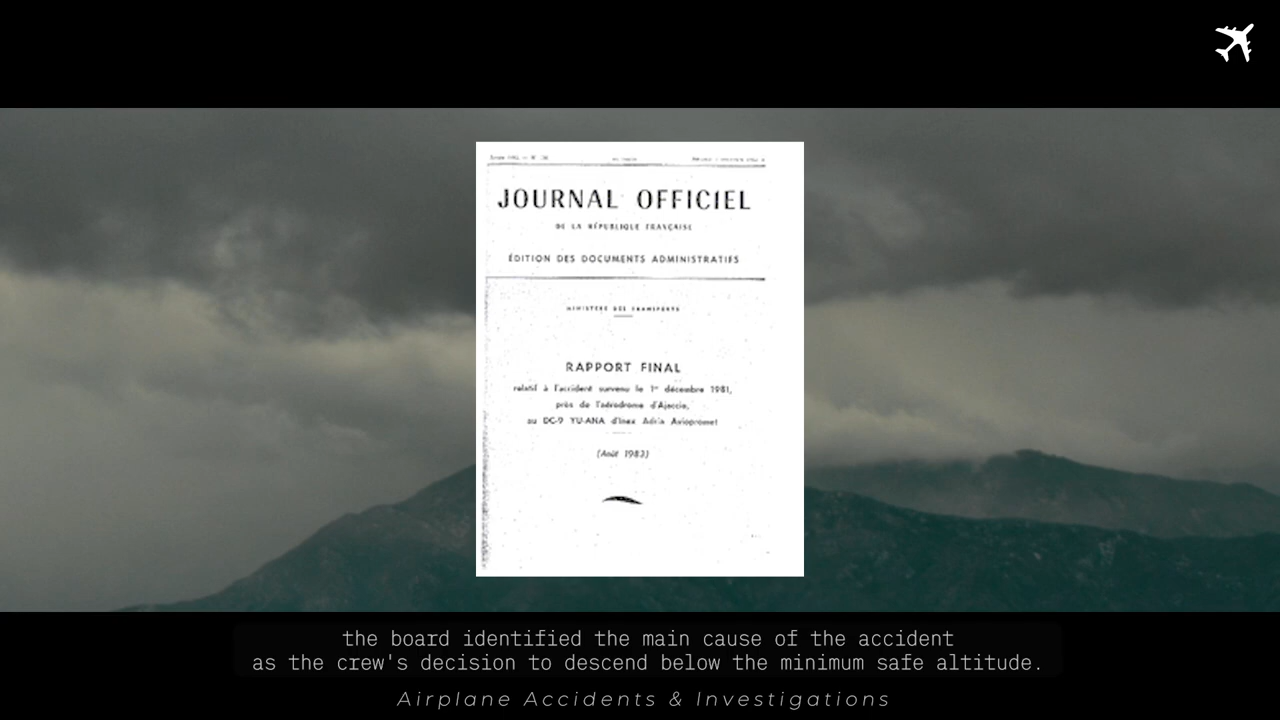 JOURNAL OFFICIEL
DE LA RÉPUBLIQUE FRANÇAISE
ÉDITION DES DOCUMENTS ADMINISTRATIFS
MINISTÈRE DES TRANSPORTS
RAPPORT FINAL
relatif à l'accident survenu le 1er décembre 1981,
près de l'aérodrome d'Ajaccio,
au DC-9 YU-ANA d'Inex Adria Aviopromet
(Août 1983)
the board identified the main cause of the accident
as the crew's decision to descend below the minimum safe altitude.
Airplane Accidents & Investigations